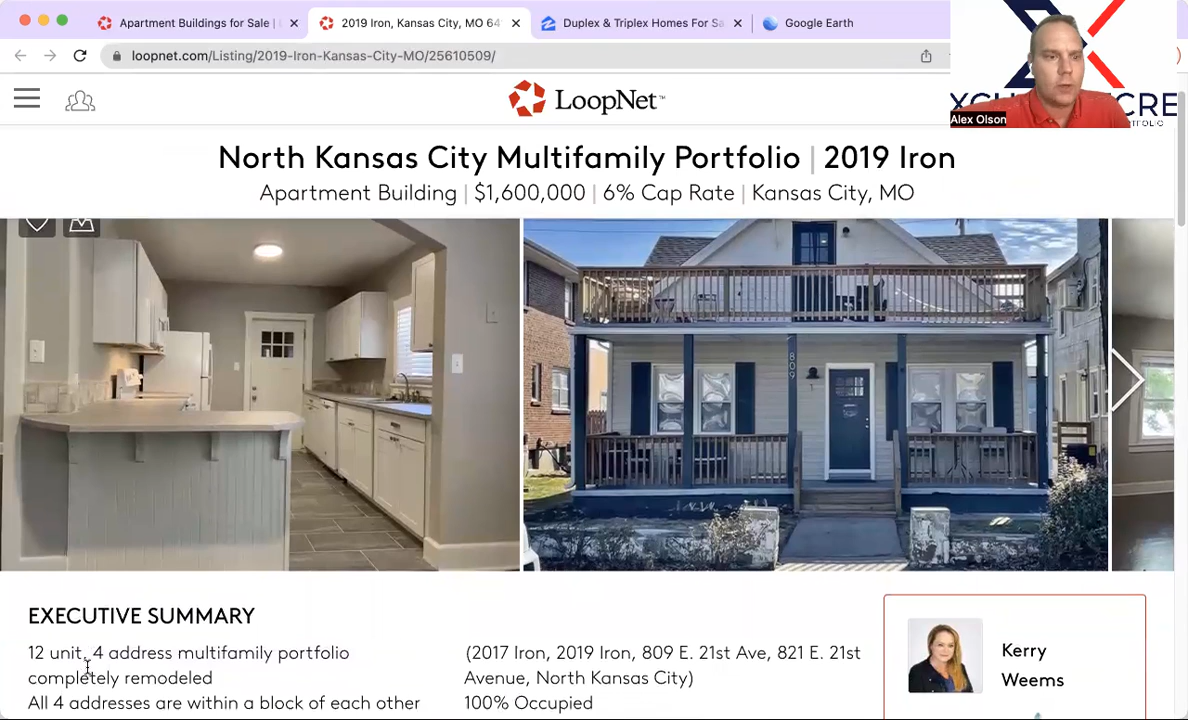 Apartment Buildings for Sale |
2019 Iron, Kansas City, MO 64
Duplex & Triplex Homes For Sa
Google Earth
loopnet.com/Listing/2019-Iron-Kansas-City-MO/25610509/
LoopNet™
XCRE
Alex Olson
North Kansas City Multifamily Portfolio | 2019 Iron
Apartment Building | $1,600,000 | 6% Cap Rate | Kansas City, MO
809
EXECUTIVE SUMMARY
12 unit, 4 address multifamily portfolio
completely remodeled
All 4 addresses are within a block of each other
(2017 Iron, 2019 Iron, 809 E. 21st Ave, 821 E. 21st
Avenue, North Kansas City)
100% Occupied
Kerry
Weems